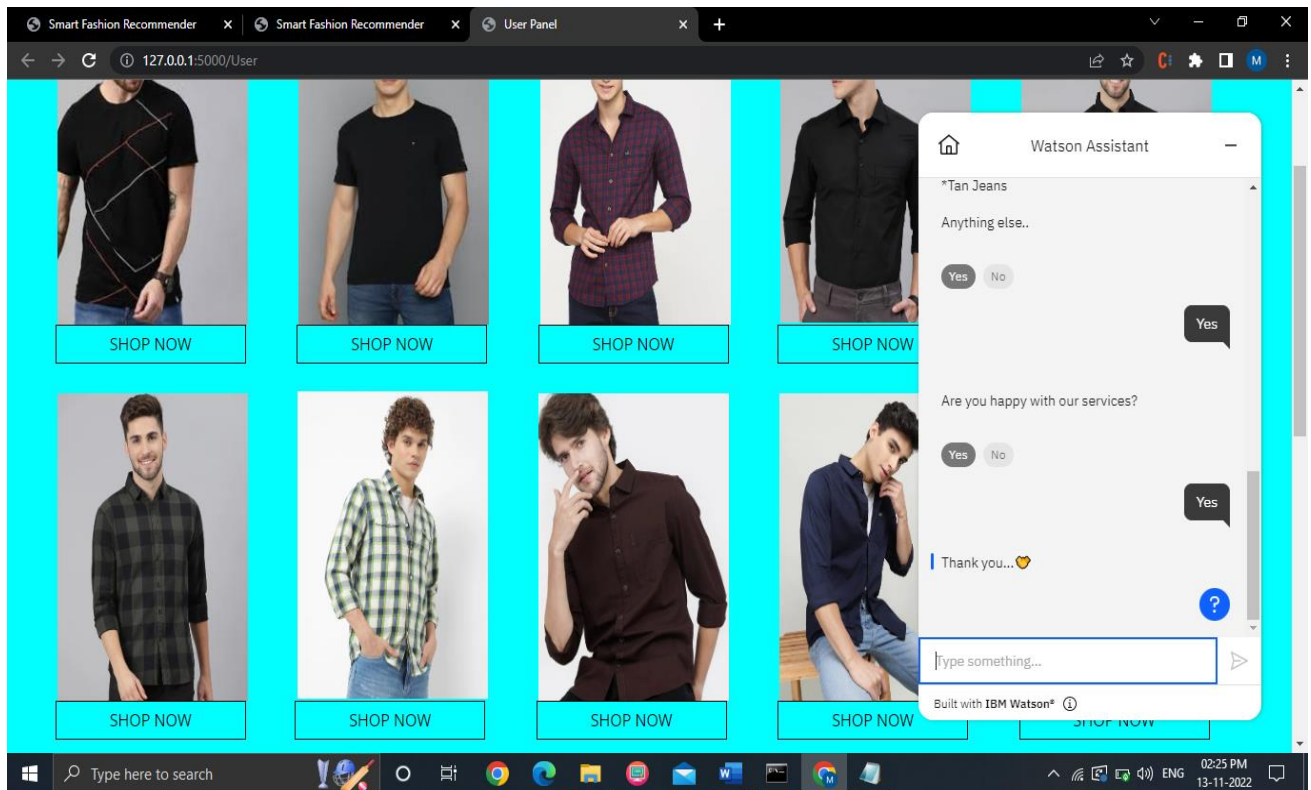 Smart Fashion Recommender
Smart Fashion Recommender
User Panel
127.0.0.1:5000/User
M
SHOP NOW
SHOP NOW
SHOP NOW
SHOP NOW
SHOP NOW
SHOP NOW
SHOP NOW
SHOP NOW
SHOP NOW
Watson Assistant
*Tan Jeans
Anything else..
Yes No
Yes
Are you happy with our services?
Yes No
Yes
Thank you...
?
Type something...
Built with IBM Watson®
Type here to search
ENG
02:25 PM
13-11-2022